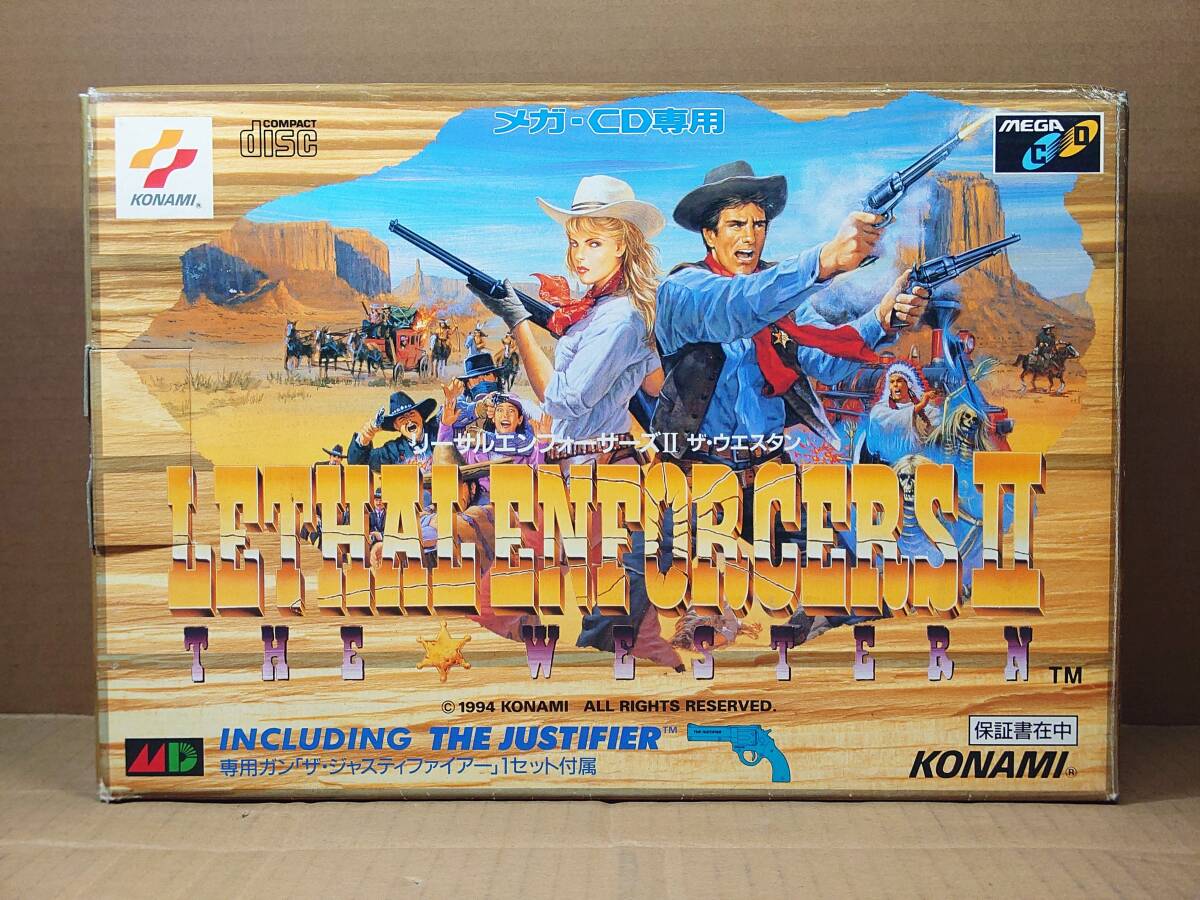 KONAMI®
COMPACT
disc
メガ-CD専用
MEGA
CD
リーサルエンフォーサーズII ザ・ウエスタン
LETHAL ENFORCERS II
THE WESTERN TM
© 1994 KONAMI ALL RIGHTS RESERVED.
MD
INCLUDING THE JUSTIFIER™
専用ガン「ザ・ジャスティファイアー」1セット付属
THE JUSTIFIER
保証書在中
KONAMI®